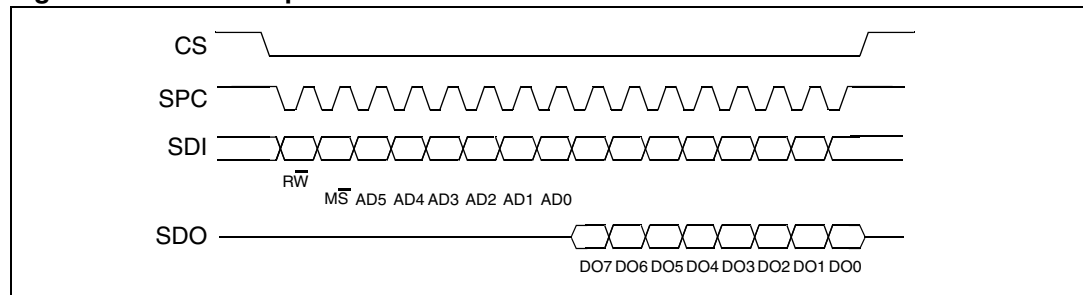 CS
SPC
SDI
RW̅
MS̅ AD5 AD4 AD3 AD2 AD1 AD0
SDO
DO7 DO6 DO5 DO4 DO3 DO2 DO1 DO0